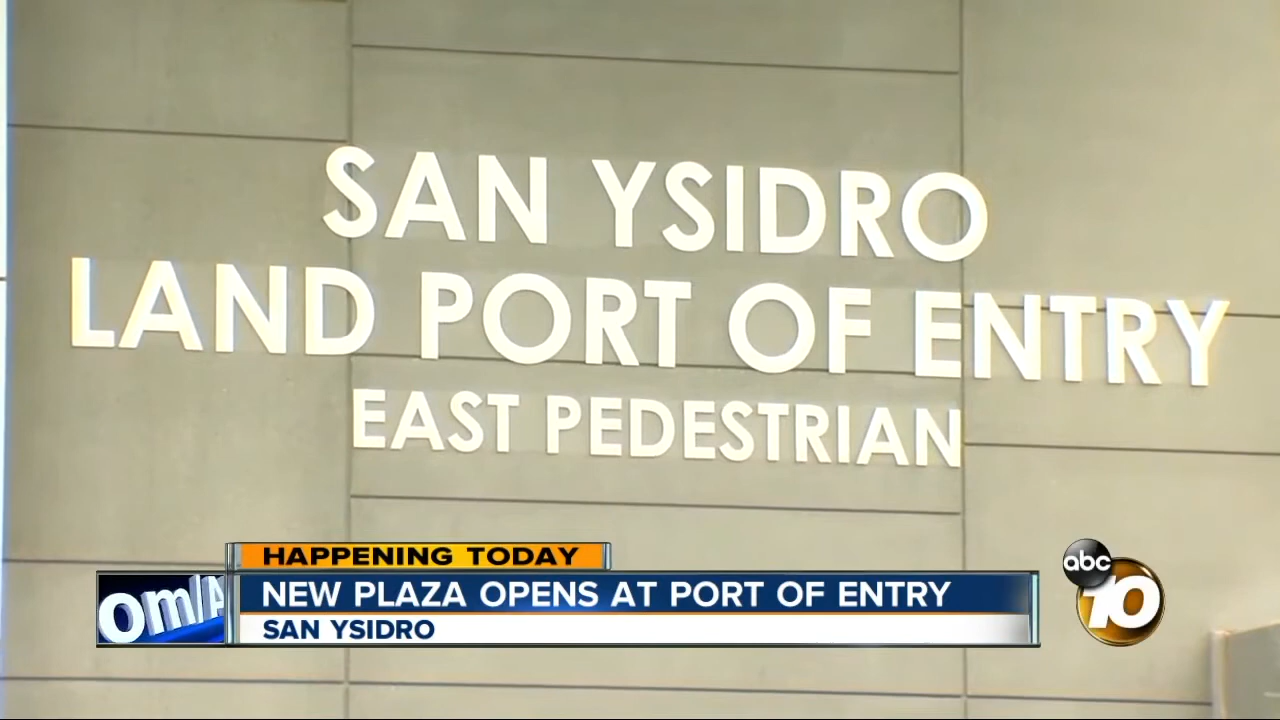 SAN YSIDRO
LAND PORT OF ENTRY
EAST PEDESTRIAN
HAPPENING TODAY
NEW PLAZA OPENS AT PORT OF ENTRY
SAN YSIDRO
abc
10